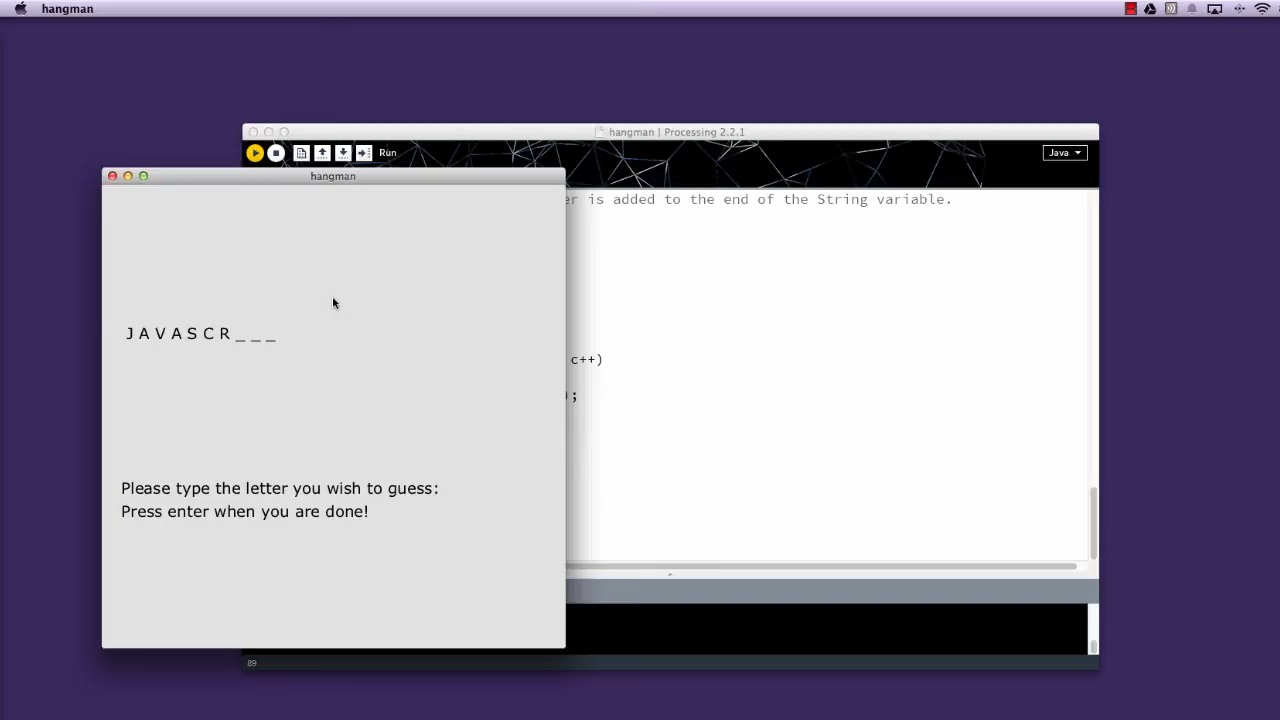 hangman
hangman | Processing 2.2.1
Run
Java
hangman
er is added to the end of the String variable.
J A V A S C R _ _ _
c++)
);
Please type the letter you wish to guess:
Press enter when you are done!
89